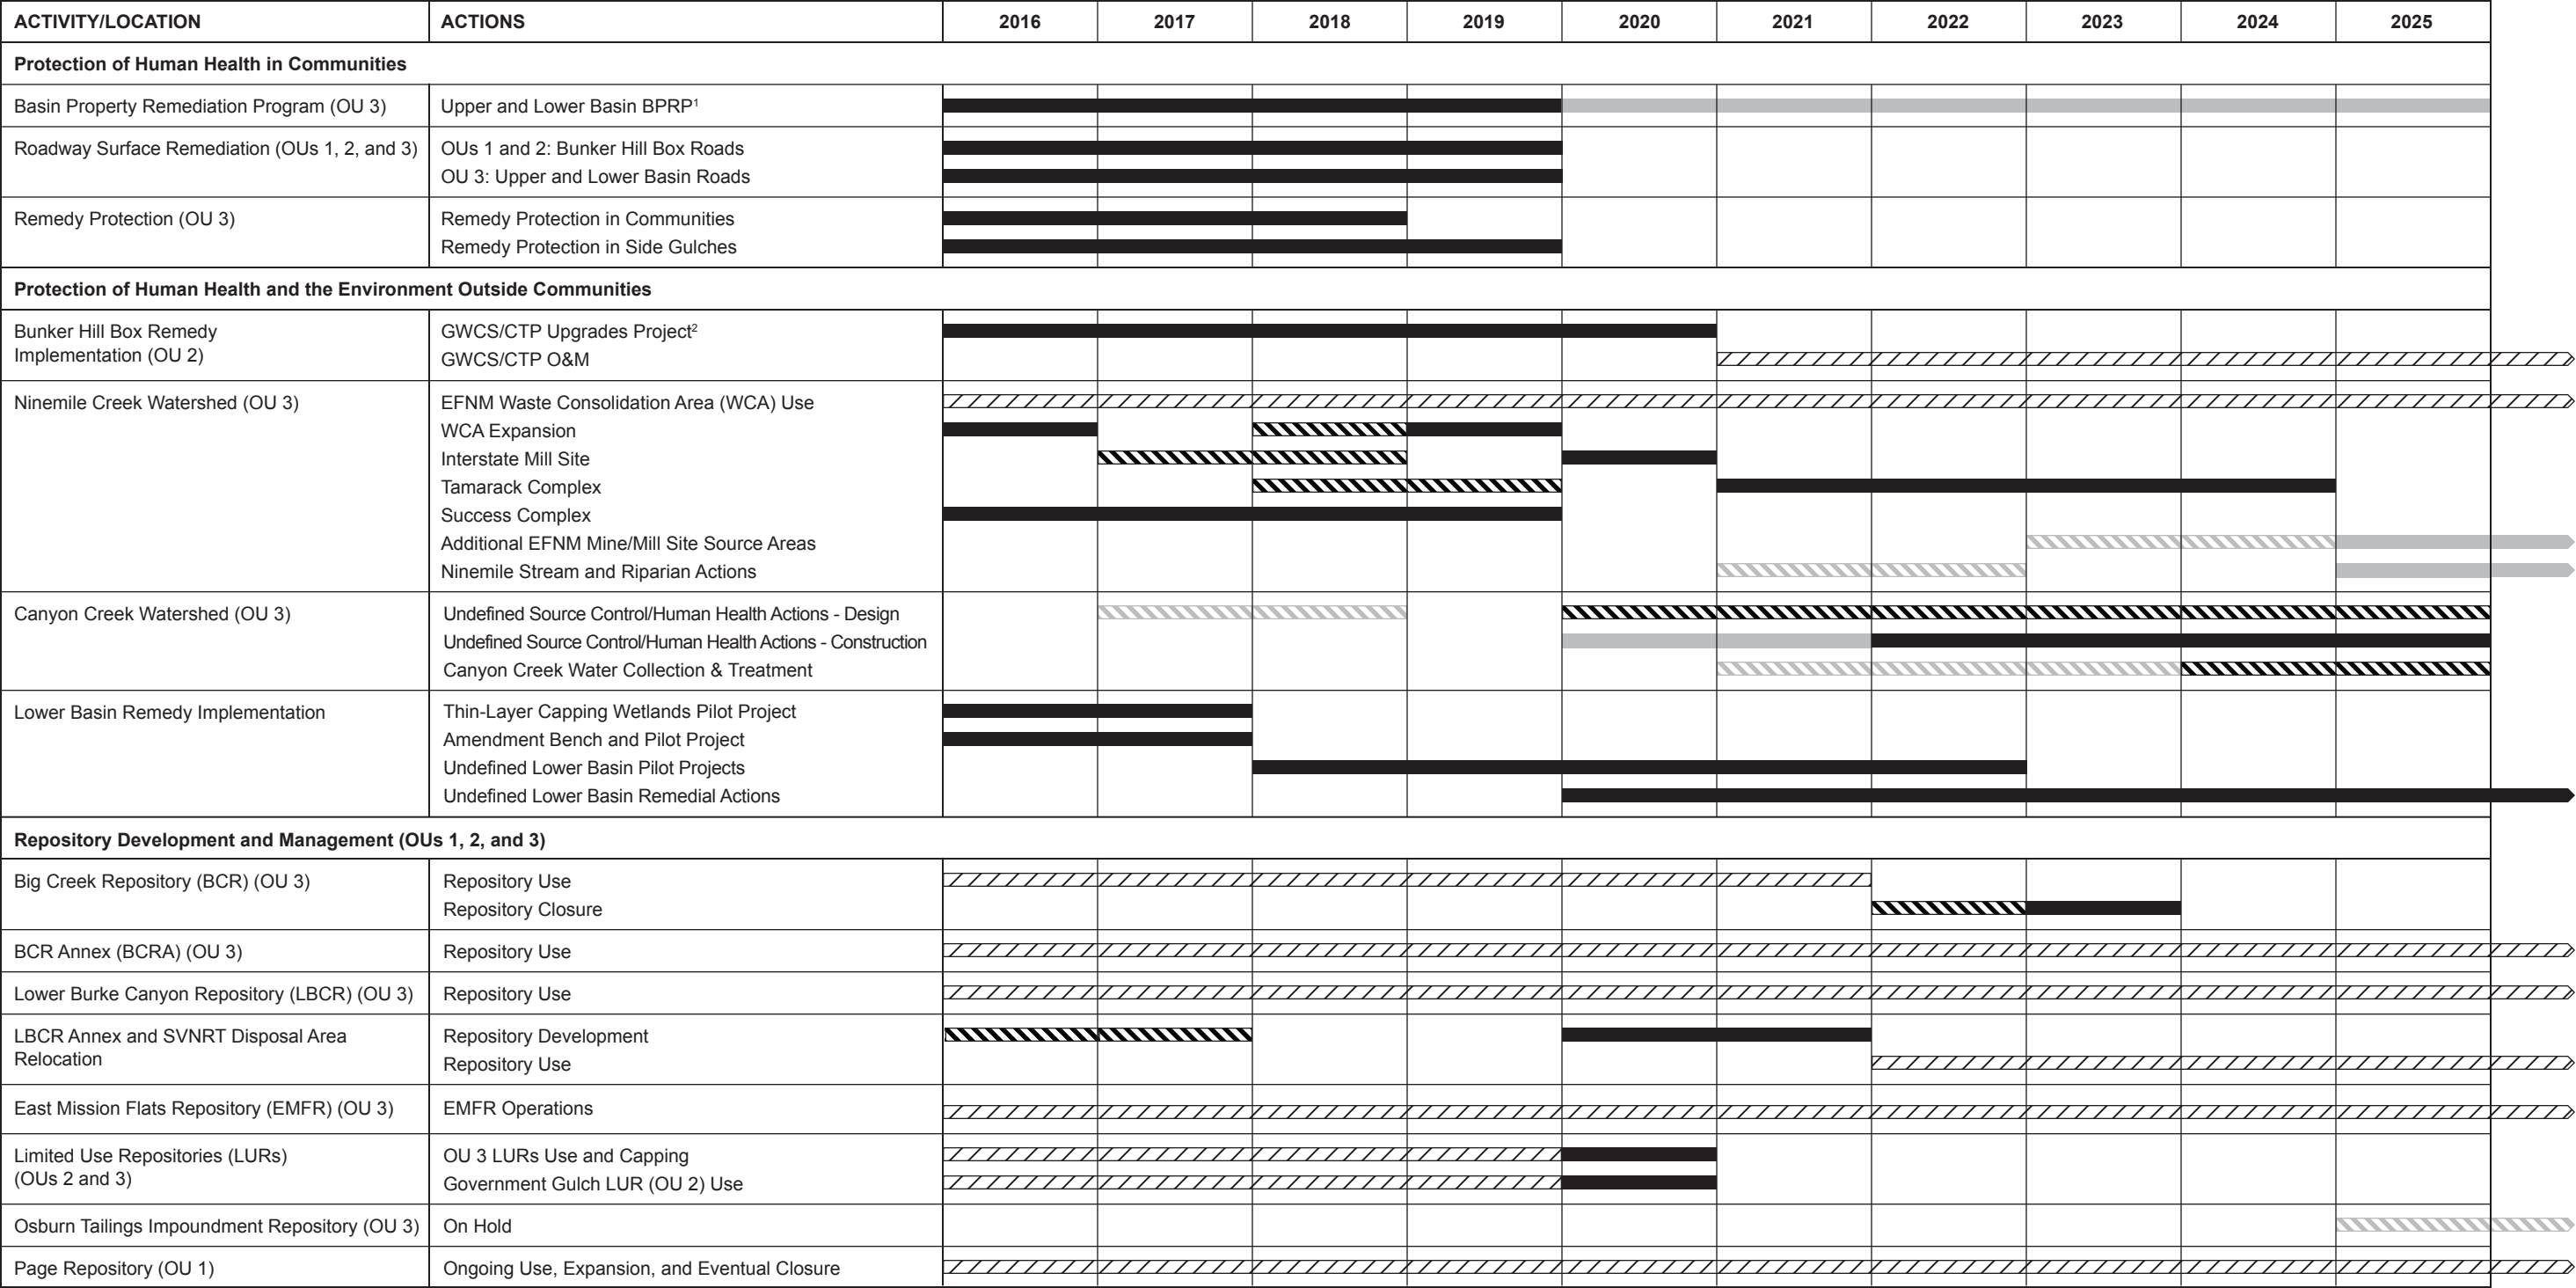 ACTIVITY/LOCATION ACTIONS 2016 2017 2018 2019 2020 2021 2022 2023 2024 2025
Protection of Human Health in Communities
Basin Property Remediation Program (OU 3) Upper and Lower Basin BPRP¹
Roadway Surface Remediation (OUs 1, 2, and 3) OUs 1 and 2: Bunker Hill Box Roads
OU 3: Upper and Lower Basin Roads
Remedy Protection (OU 3) Remedy Protection in Communities
Remedy Protection in Side Gulches
Protection of Human Health and the Environment Outside Communities
Bunker Hill Box Remedy GWCS/CTP Upgrades Project²
Implementation (OU 2) GWCS/CTP O&M
Ninemile Creek Watershed (OU 3) EFNM Waste Consolidation Area (WCA) Use
WCA Expansion
Interstate Mill Site
Tamarack Complex
Success Complex
Additional EFNM Mine/Mill Site Source Areas
Ninemile Stream and Riparian Actions
Canyon Creek Watershed (OU 3) Undefined Source Control/Human Health Actions - Design
Undefined Source Control/Human Health Actions - Construction
Canyon Creek Water Collection & Treatment
Lower Basin Remedy Implementation Thin-Layer Capping Wetlands Pilot Project
Amendment Bench and Pilot Project
Undefined Lower Basin Pilot Projects
Undefined Lower Basin Remedial Actions
Repository Development and Management (OUs 1, 2, and 3)
Big Creek Repository (BCR) (OU 3) Repository Use
Repository Closure
BCR Annex (BCRA) (OU 3) Repository Use
Lower Burke Canyon Repository (LBCR) (OU 3) Repository Use
LBCR Annex and SVNRT Disposal Area Repository Development
Relocation Repository Use
East Mission Flats Repository (EMFR) (OU 3) EMFR Operations
Limited Use Repositories (LURs) OU 3 LURs Use and Capping
(OUs 2 and 3) Government Gulch LUR (OU 2) Use
Osburn Tailings Impoundment Repository (OU 3) On Hold
Page Repository (OU 1) Ongoing Use, Expansion, and Eventual Closure